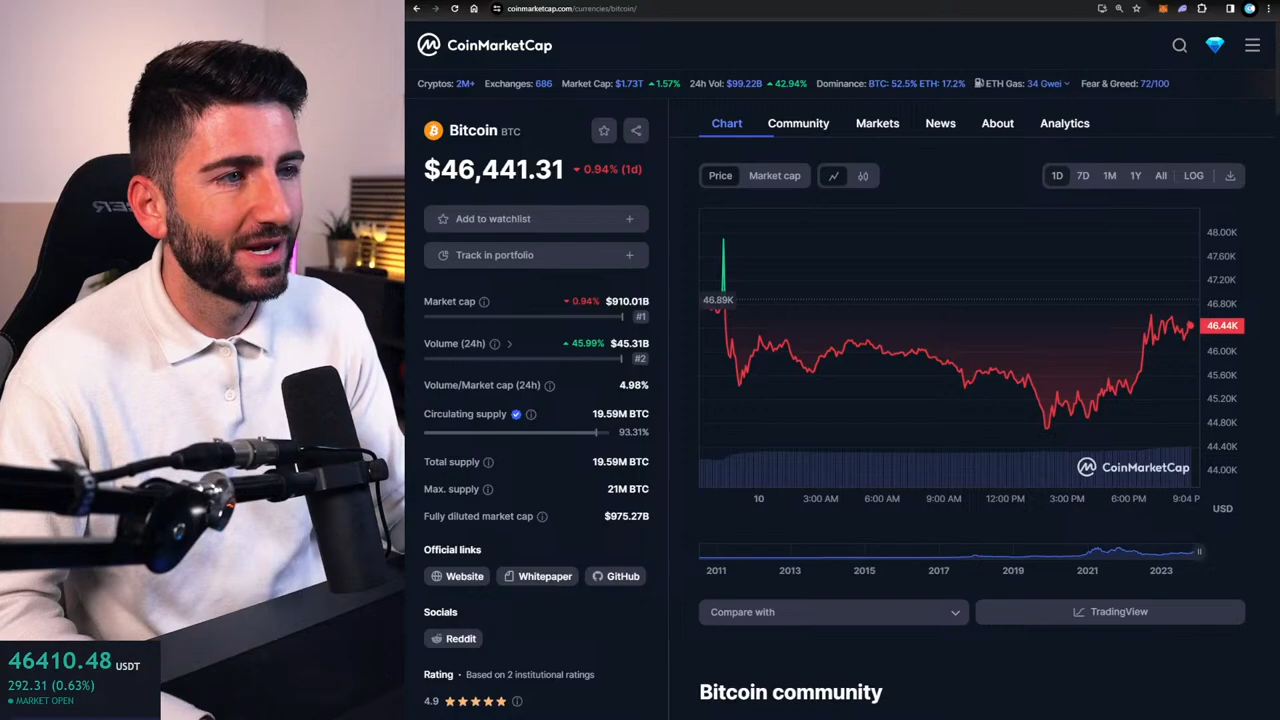 coinmarketcap.com/currencies/bitcoin/
CoinMarketCap
Cryptos: 2M+ Exchanges: 686 Market Cap: $1.73T 1.57% 24h Vol: $99.22B 42.94% Dominance: BTC: 52.5% ETH: 17.2% ETH Gas: 34 Gwei Fear & Greed: 72/100
Bitcoin BTC
$46,441.31 0.94% (1d)
Add to watchlist +
Track in portfolio +
Market cap 0.94% $910.01B
#1
Volume (24h) 45.99% $45.31B
#2
Volume/Market cap (24h) 4.98%
Circulating supply 19.59M BTC
93.31%
Total supply 19.59M BTC
Max. supply 21M BTC
Fully diluted market cap $975.27B
Official links
Website Whitepaper GitHub
Socials
Reddit
Rating • Based on 2 institutional ratings
4.9
Chart Community Markets News About Analytics
Price Market cap
1D 7D 1M 1Y All LOG
48.00K
47.60K
47.20K
46.89K
46.80K
46.44K
46.00K
45.60K
45.20K
44.80K
44.40K
44.00K
CoinMarketCap
10 3:00 AM 6:00 AM 9:00 AM 12:00 PM 3:00 PM 6:00 PM 9:04 P
USD
2011 2013 2015 2017 2019 2021 2023
Compare with
TradingView
Bitcoin community
46410.48 USDT
292.31 (0.63%)
MARKET OPEN